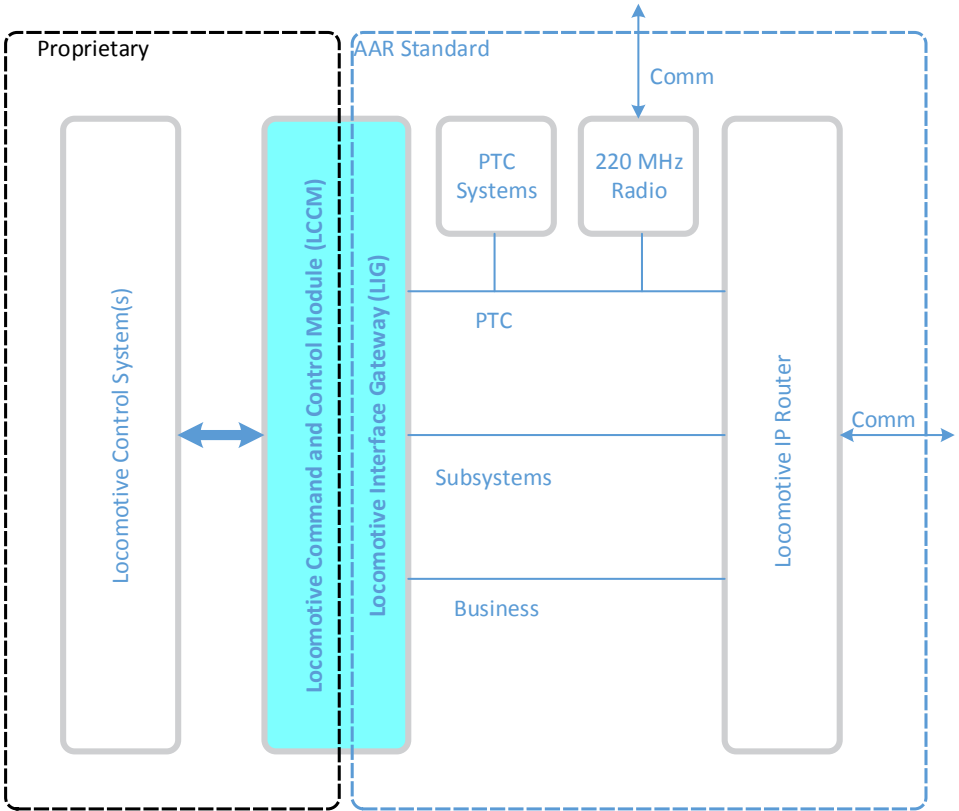 Proprietary
AAR Standard
Comm
PTC
Systems
220 MHz
Radio
Locomotive Control System(s)
Locomotive Command and Control Module (LCCM)
Locomotive Interface Gateway (LIG)
PTC
Subsystems
Business
Locomotive IP Router
Comm